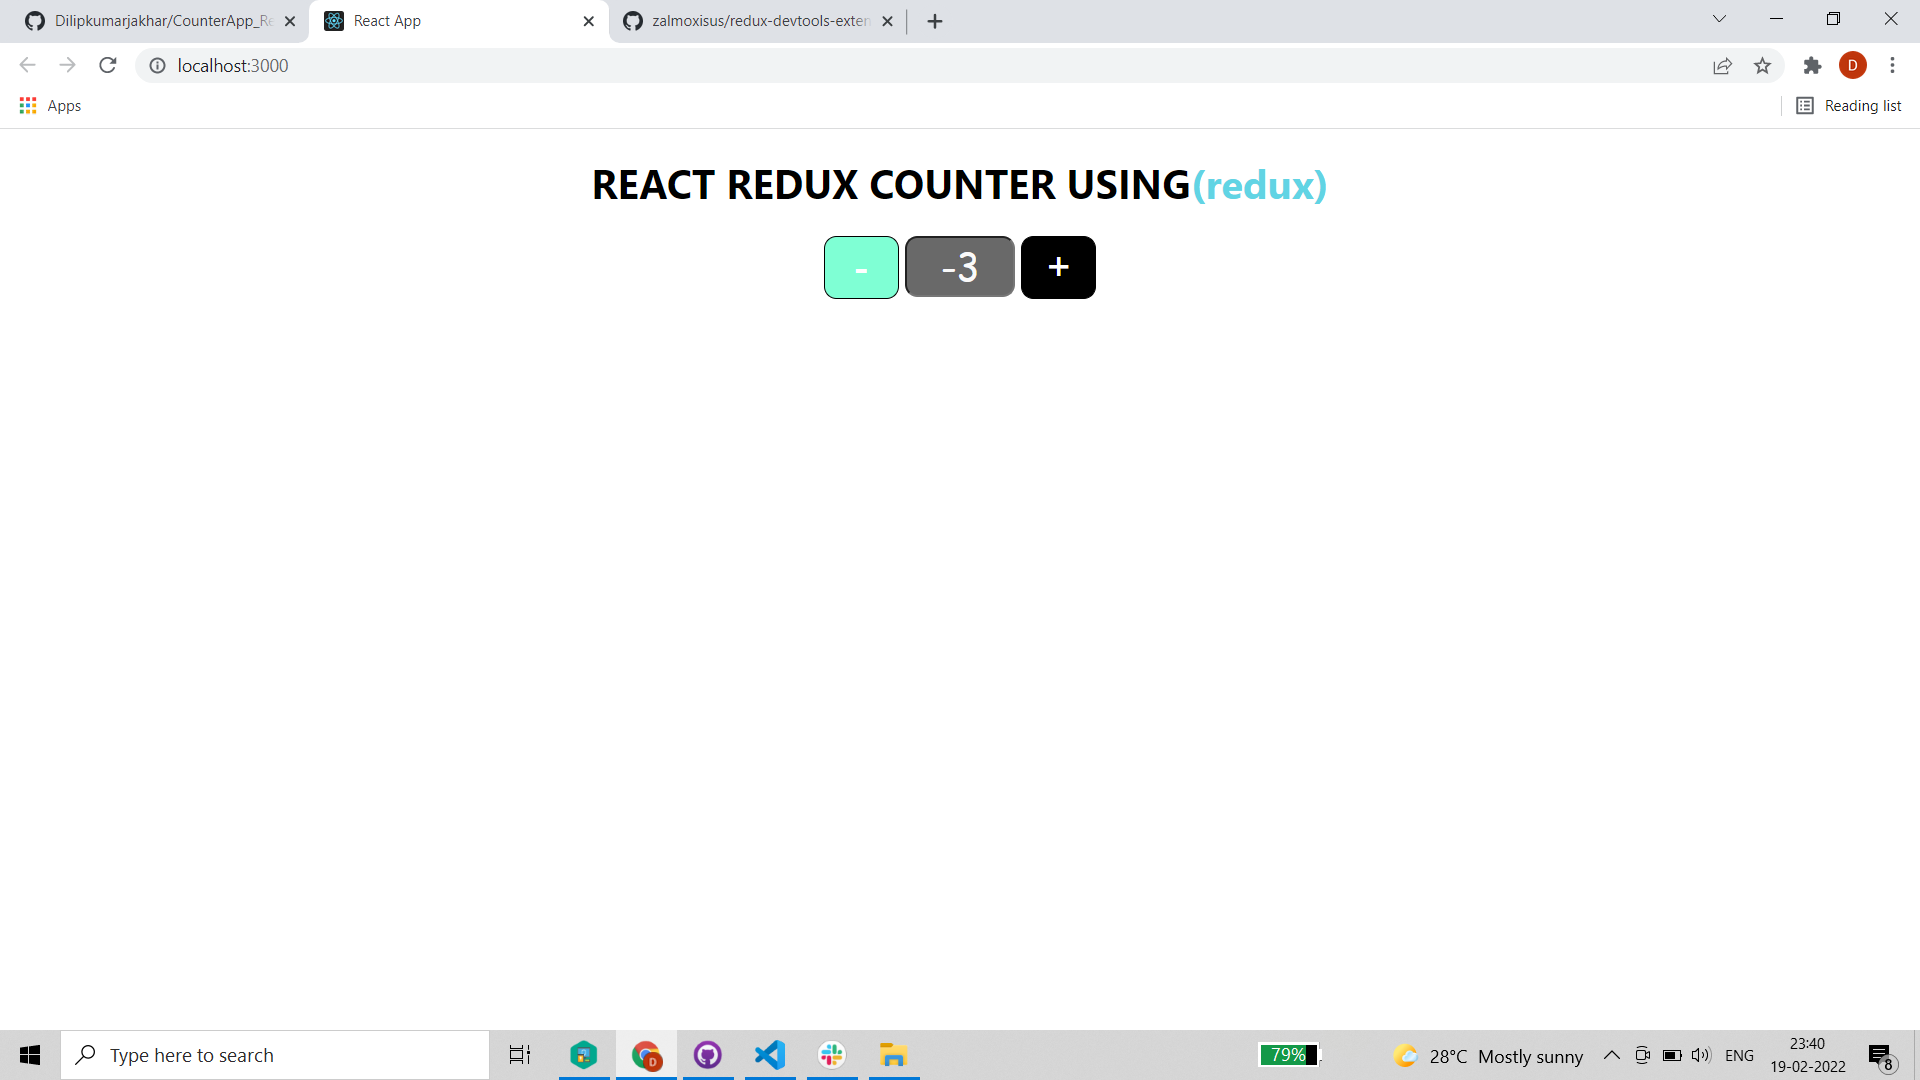 Dilipkumarjakhar/CounterApp_Re
React App
zalmoxisus/redux-devtools-exten
localhost:3000
D
Apps
Reading list
REACT REDUX COUNTER USING(redux)
- -3 +
Type here to search
D
79%
28°C Mostly sunny
ENG
23:40
19-02-2022
8